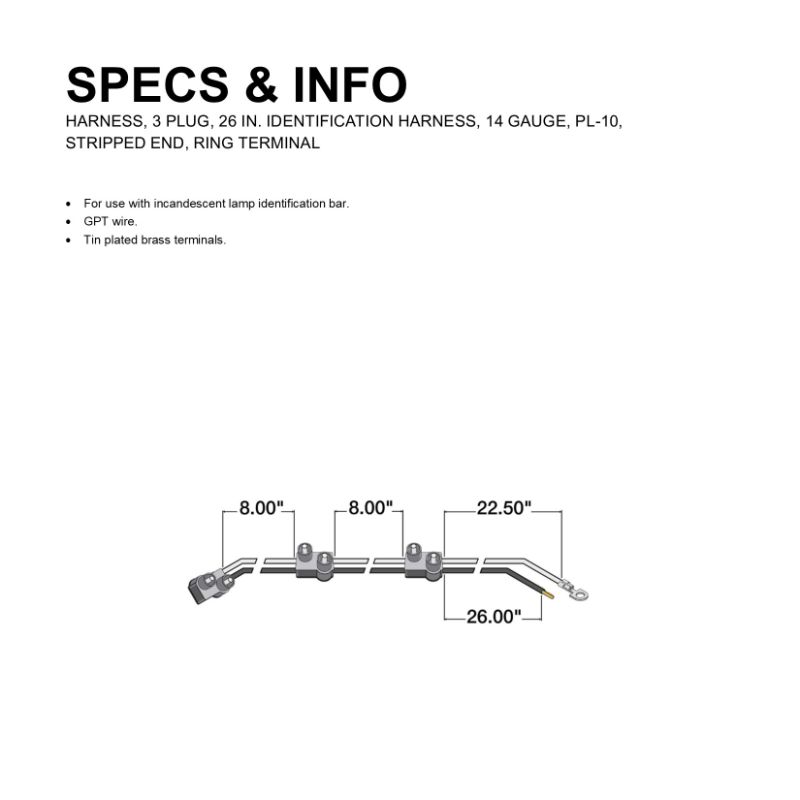 SPECS & INFO
HARNESS, 3 PLUG, 26 IN. IDENTIFICATION HARNESS, 14 GAUGE, PL-10,
STRIPPED END, RING TERMINAL
• For use with incandescent lamp identification bar.
• GPT wire.
• Tin plated brass terminals.
8.00" 8.00" 22.50"
26.00"